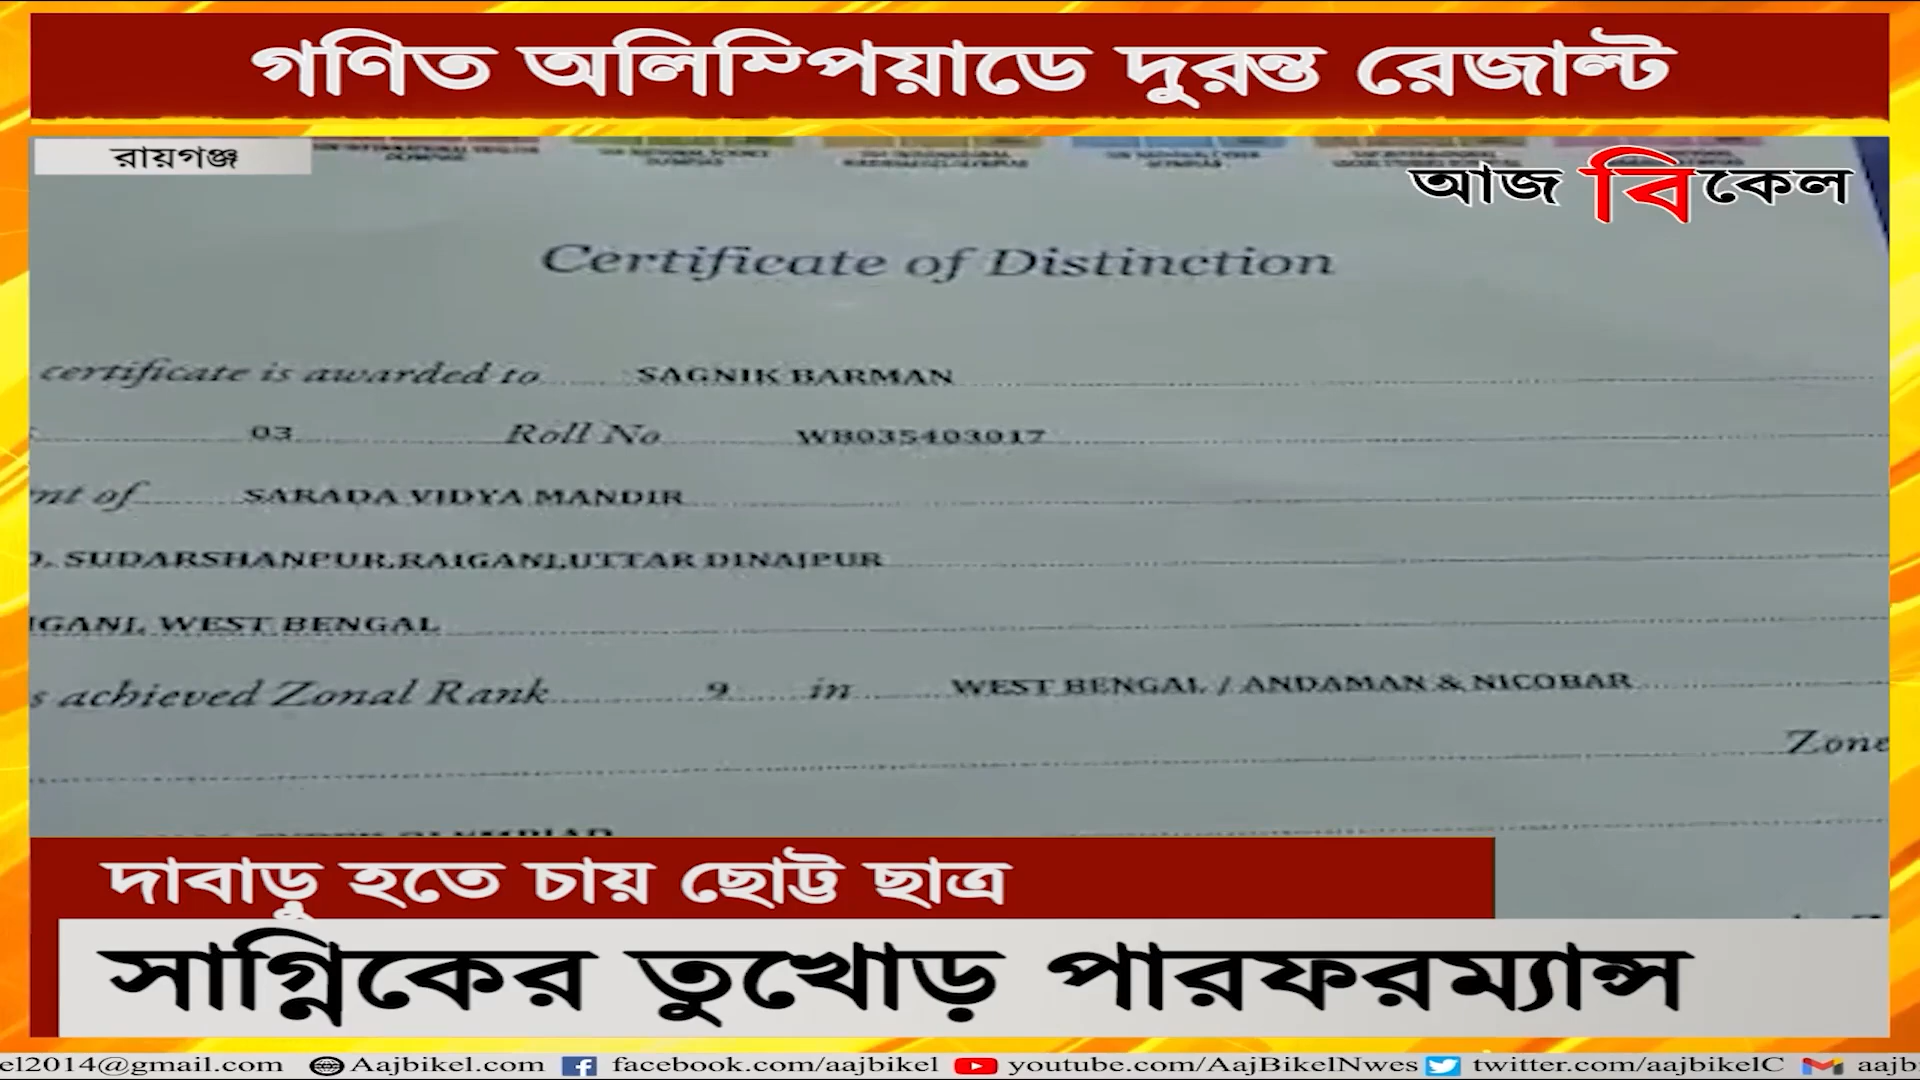 গণিত অলিম্পিয়াডে দুরন্ত রেজাল্ট
রায়গঞ্জ
আজ বিকেল
Certificate of Distinction
certificate is awarded to SAGNIK BARMAN
03 Roll No WB035403017
nt of SARADA VIDYA MANDIR
SUDARSHANPUR,RAIGANJ,UTTAR DINAJPUR
IGANJ, WEST BENGAL
s achieved Zonal Rank 9 in WEST BENGAL / ANDAMAN & NICOBAR
Zone
OLYMPIAD
দাবাড়ু হতে চায় ছোট্ট ছাত্র
সাগ্নিকের তুখোড় পারফরম্যান্স
el2014@gmail.com Aajbikel.com facebook.com/aajbikel youtube.com/AajBikelNwes twitter.com/aajbikelC aajb